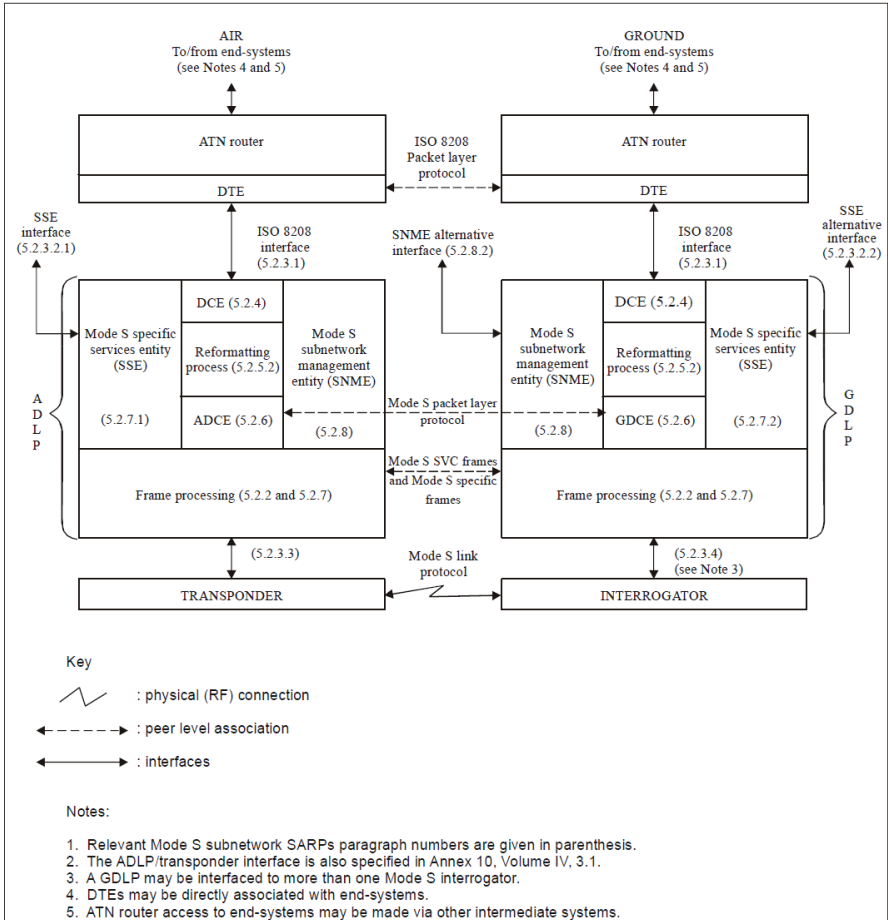 AIR
To/from end-systems
(see Notes 4 and 5)
GROUND
To/from end-systems
(see Notes 4 and 5)
ATN router
DTE
ISO 8208
Packet layer
protocol
ATN router
DTE
SSE
interface
(5.2.3.2.1)
ISO 8208
interface
(5.2.3.1)
SNME alternative
interface (5.2.8.2)
ISO 8208
interface
(5.2.3.1)
SSE
alternative
interface
(5.2.3.2.2)
A
D
L
P
Mode S specific
services entity
(SSE)
(5.2.7.1)
DCE (5.2.4)
Reformatting
process (5.2.5.2)
ADCE (5.2.6)
Mode S
subnetwork
management
entity (SNME)
(5.2.8)
Mode S packet layer
protocol
Mode S
subnetwork
management
entity (SNME)
(5.2.8)
DCE (5.2.4)
Reformatting
process (5.2.5.2)
GDCE (5.2.6)
Mode S specific
services entity
(SSE)
(5.2.7.2)
G
D
L
P
Frame processing (5.2.2 and 5.2.7)
Mode S SVC frames
and Mode S specific
frames
Frame processing (5.2.2 and 5.2.7)
(5.2.3.3)
Mode S link
protocol
(5.2.3.4)
(see Note 3)
TRANSPONDER
INTERROGATOR
Key
: physical (RF) connection
: peer level association
: interfaces
Notes:
1. Relevant Mode S subnetwork SARPs paragraph numbers are given in parenthesis.
2. The ADLP/transponder interface is also specified in Annex 10, Volume IV, 3.1.
3. A GDLP may be interfaced to more than one Mode S interrogator.
4. DTEs may be directly associated with end-systems.
5. ATN router access to end-systems may be made via other intermediate systems.